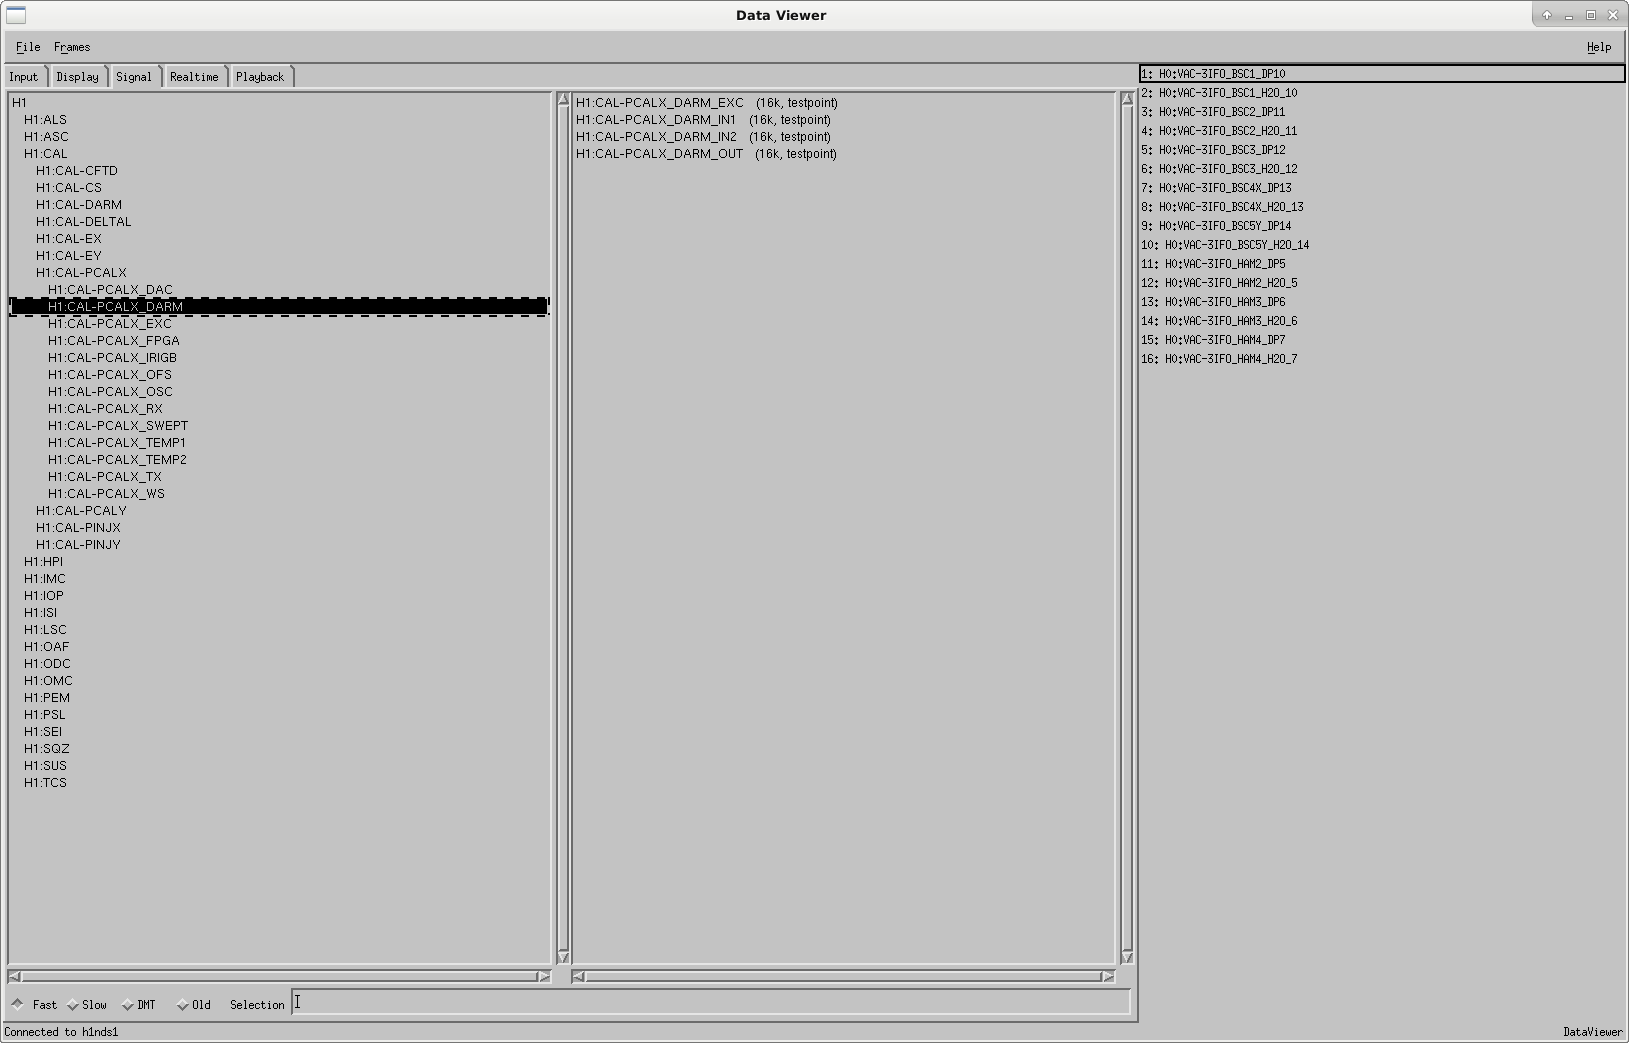 Data Viewer
File Frames Help
Input Display Signal Realtime Playback
H1
H1:ALS
H1:ASC
H1:CAL
H1:CAL-CFTD
H1:CAL-CS
H1:CAL-DARM
H1:CAL-DELTAL
H1:CAL-EX
H1:CAL-EY
H1:CAL-PCALX
H1:CAL-PCALX_DAC
H1:CAL-PCALX_DARM
H1:CAL-PCALX_EXC
H1:CAL-PCALX_FPGA
H1:CAL-PCALX_IRIGB
H1:CAL-PCALX_OFS
H1:CAL-PCALX_OSC
H1:CAL-PCALX_RX
H1:CAL-PCALX_SWEPT
H1:CAL-PCALX_TEMP1
H1:CAL-PCALX_TEMP2
H1:CAL-PCALX_TX
H1:CAL-PCALX_WS
H1:CAL-PCALY
H1:CAL-PINJX
H1:CAL-PINJY
H1:HPI
H1:IMC
H1:IOP
H1:ISI
H1:LSC
H1:OAF
H1:ODC
H1:OMC
H1:PEM
H1:PSL
H1:SEI
H1:SQZ
H1:SUS
H1:TCS
H1:CAL-PCALX_DARM_EXC (16k, testpoint)
H1:CAL-PCALX_DARM_IN1 (16k, testpoint)
H1:CAL-PCALX_DARM_IN2 (16k, testpoint)
H1:CAL-PCALX_DARM_OUT (16k, testpoint)
1: H0:VAC-3IFO_BSC1_DP10
2: H0:VAC-3IFO_BSC1_H2O_10
3: H0:VAC-3IFO_BSC2_DP11
4: H0:VAC-3IFO_BSC2_H2O_11
5: H0:VAC-3IFO_BSC3_DP12
6: H0:VAC-3IFO_BSC3_H2O_12
7: H0:VAC-3IFO_BSC4X_DP13
8: H0:VAC-3IFO_BSC4X_H2O_13
9: H0:VAC-3IFO_BSC5Y_DP14
10: H0:VAC-3IFO_BSC5Y_H2O_14
11: H0:VAC-3IFO_HAM2_DP5
12: H0:VAC-3IFO_HAM2_H2O_5
13: H0:VAC-3IFO_HAM3_DP6
14: H0:VAC-3IFO_HAM3_H2O_6
15: H0:VAC-3IFO_HAM4_DP7
16: H0:VAC-3IFO_HAM4_H2O_7
Fast Slow DMT Old Selection
Connected to h1nds1 DataViewer